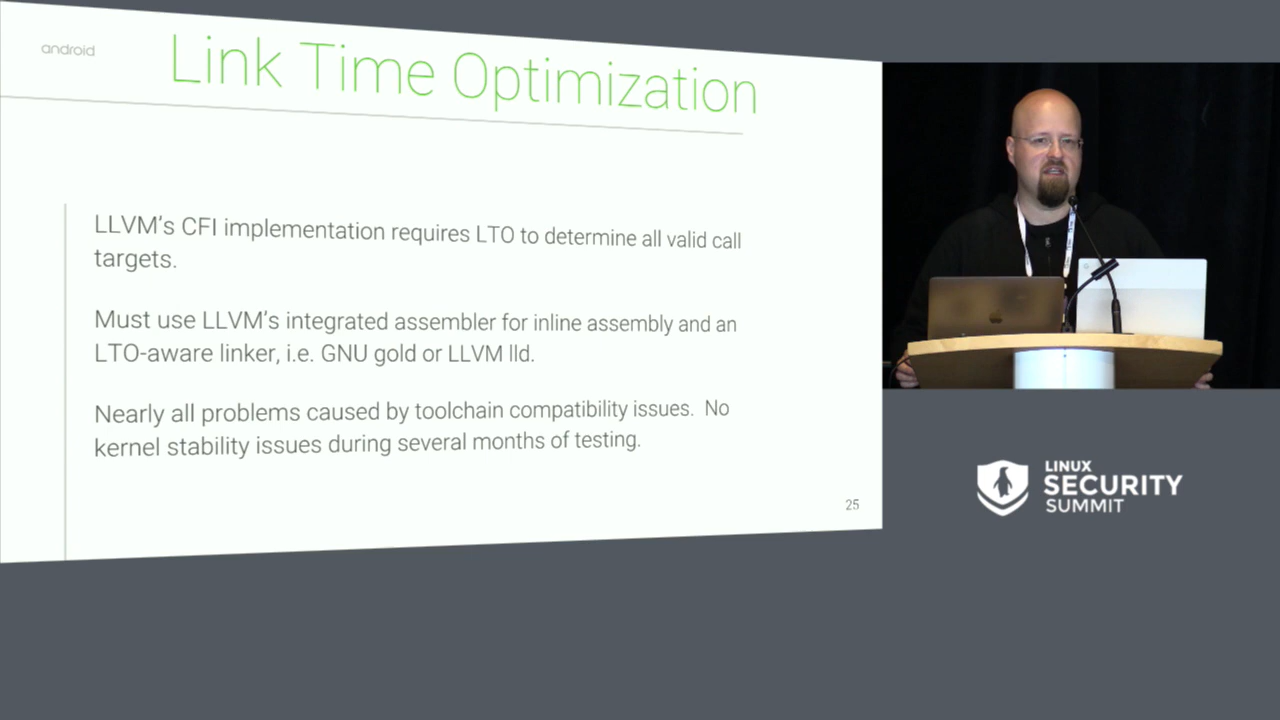 android
Link Time Optimization
LLVM's CFI implementation requires LTO to determine all valid call
targets.
Must use LLVM's integrated assembler for inline assembly and an
LTO-aware linker, i.e. GNU gold or LLVM lld.
Nearly all problems caused by toolchain compatibility issues. No
kernel stability issues during several months of testing.
25
LINUX
SECURITY
SUMMIT